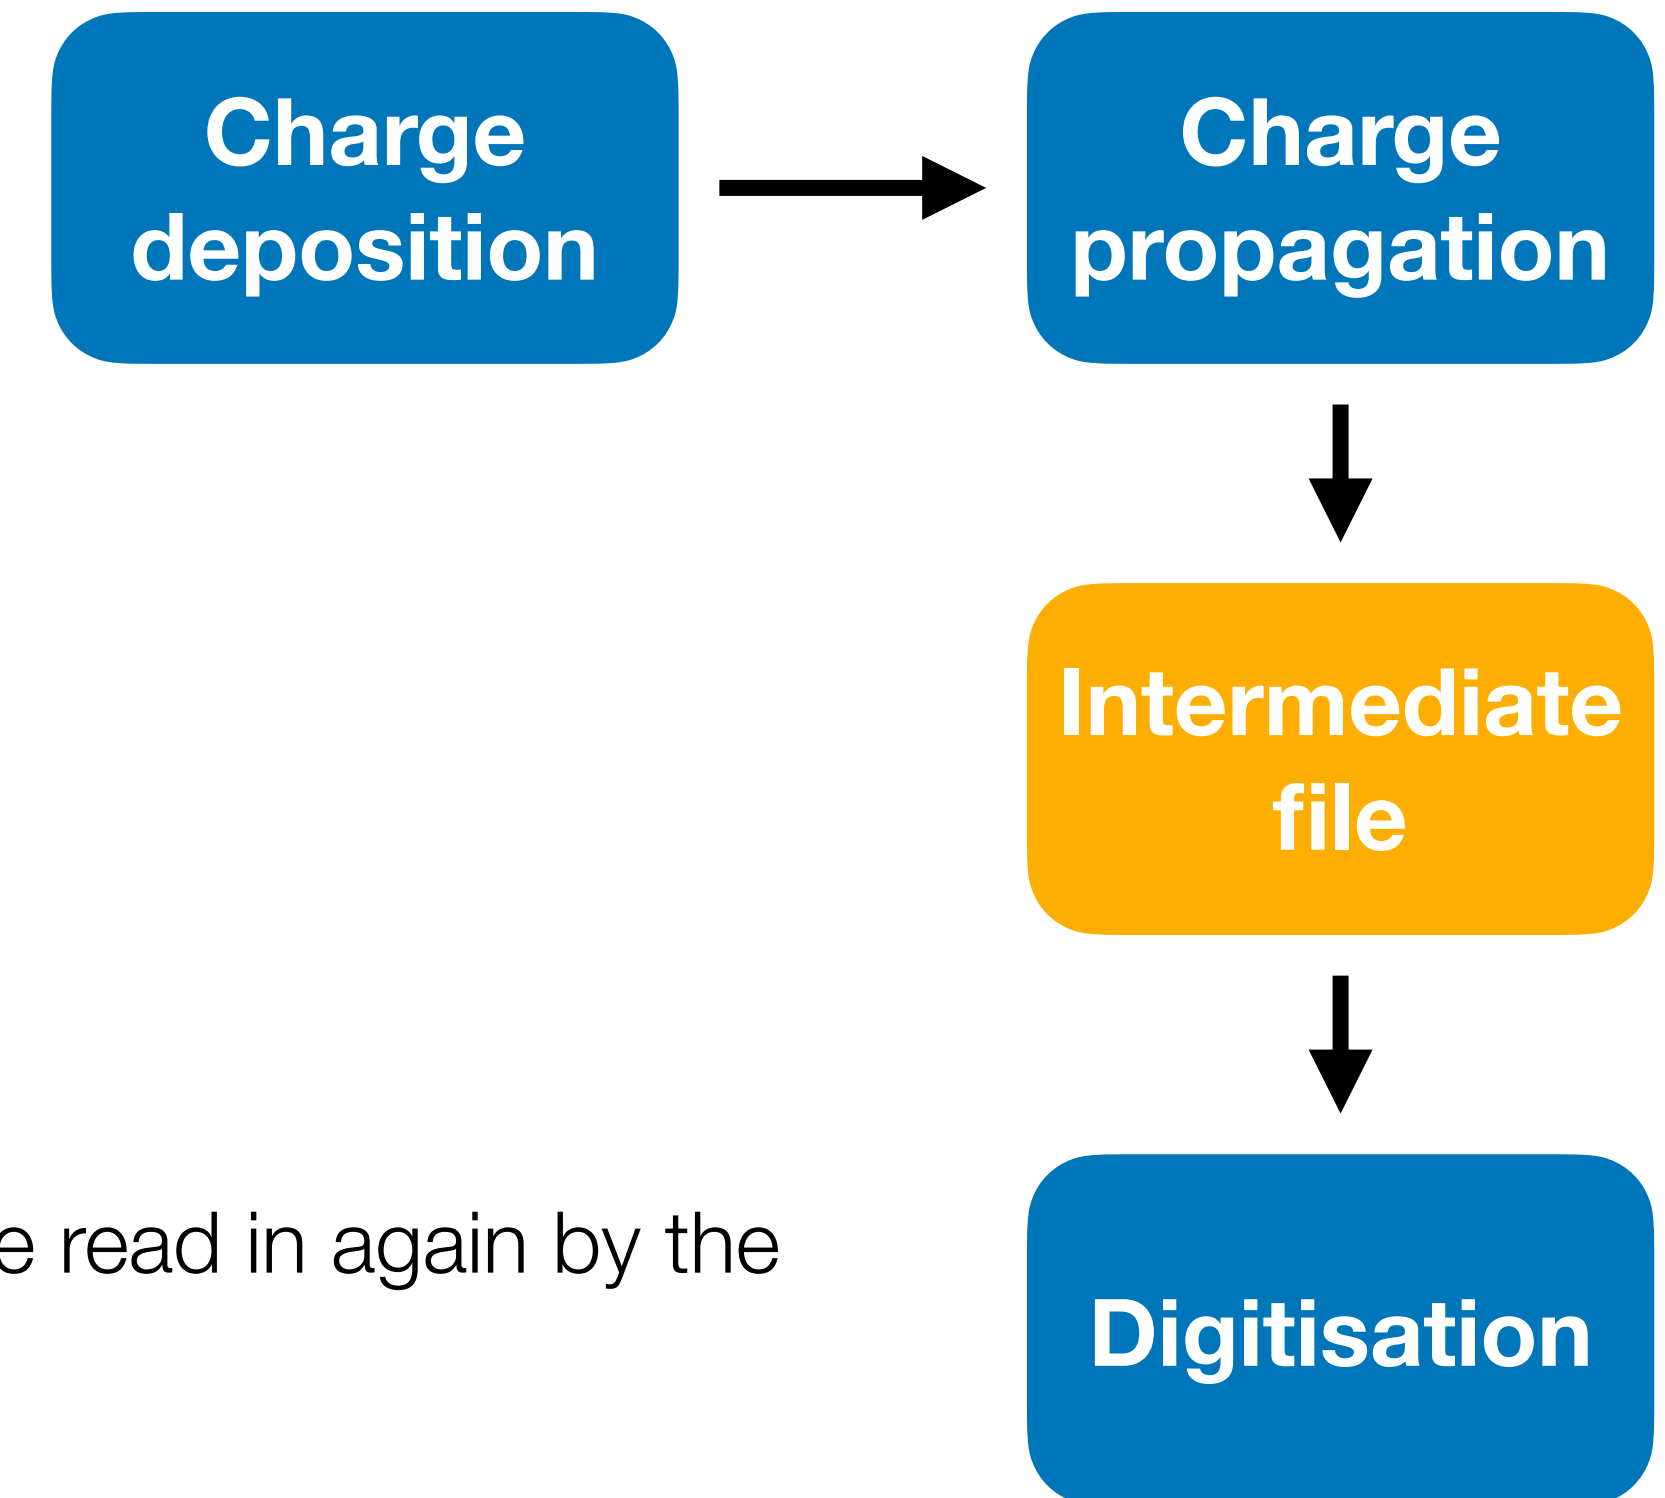 Charge
deposition
Charge
propagation
Intermediate
file
e read in again by the
Digitisation